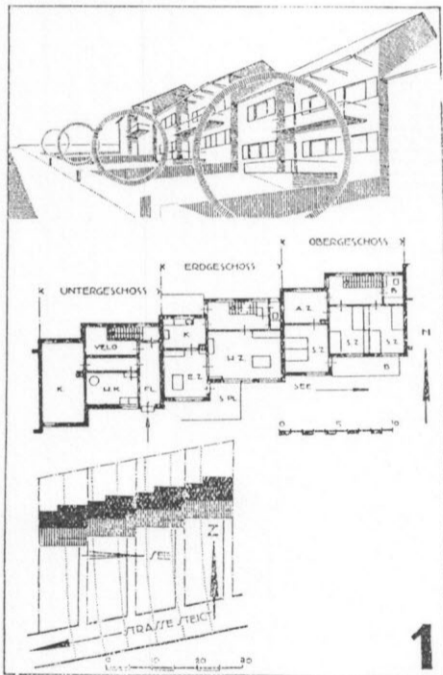 OBERGESCHOSS
ERDGESCHOSS
UNTERGESCHOSS
VELO
K.
A.Z.
B.
K.
W.K.
FL.
E.Z.
W.Z.
S.Z.
S.Z.
S.Z.
S.PL.
SEE
B.
N
0 5 10
SEE
N
STRASSE STEIGT
0 10 20 30
1